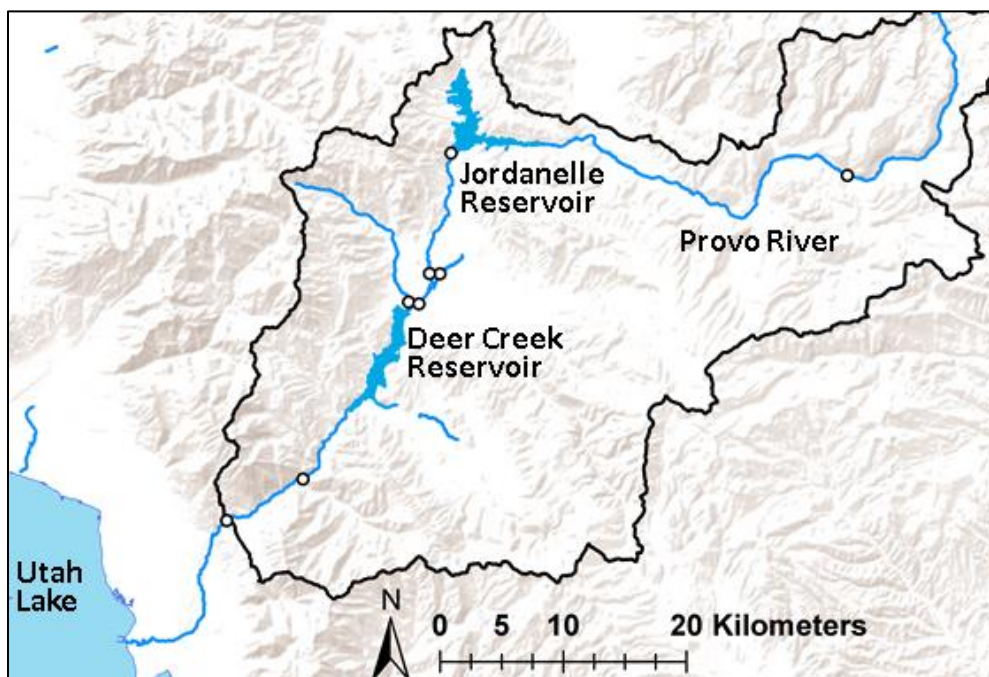 Jordanelle
Reservoir
Provo River
Deer Creek
Reservoir
Utah
Lake
N
0 5 10 20 Kilometers